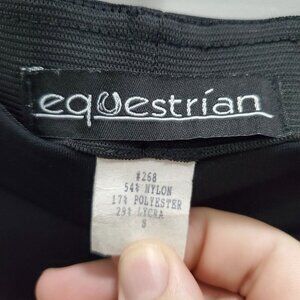 equestrian
#268
54% NYLON
17% POLYESTER
29% LYCRA
S